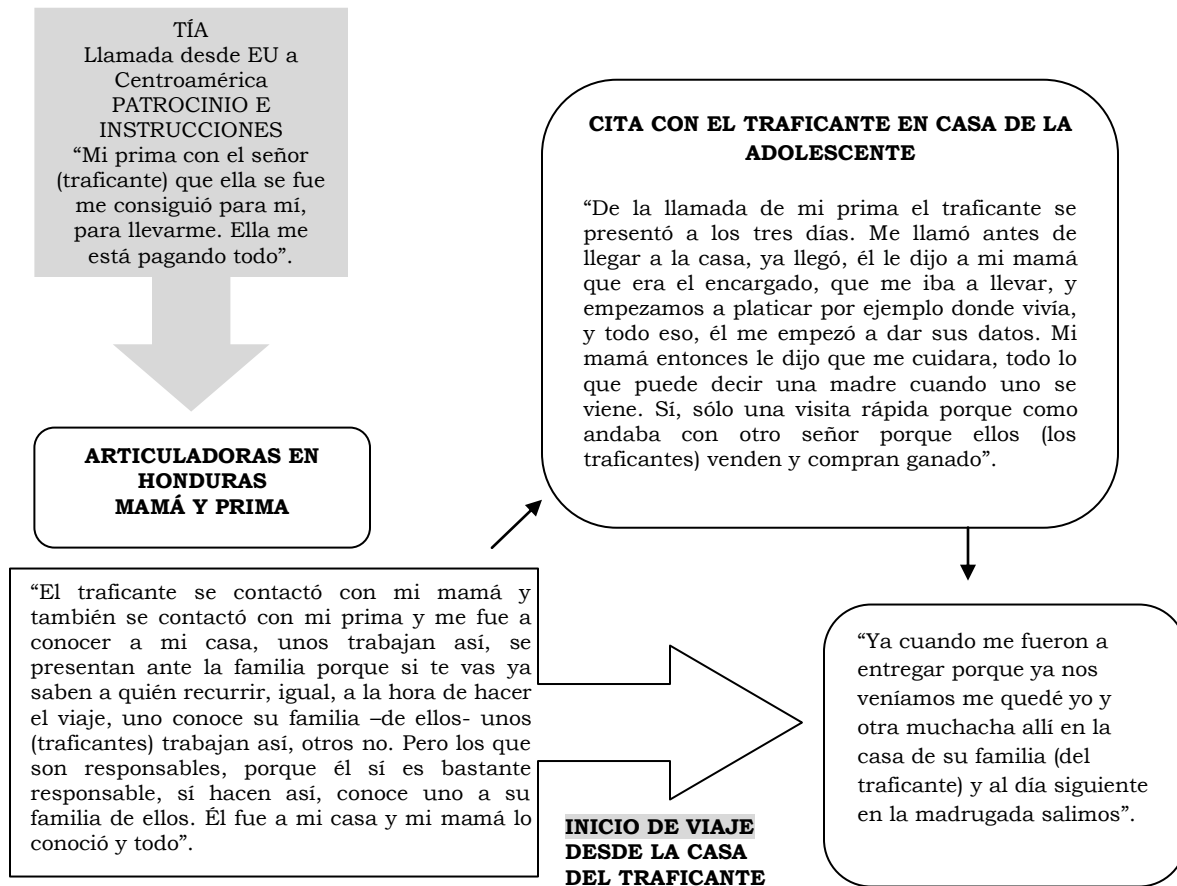 TÍA
Llamada desde EU a
Centroamérica
PATROCINIO E
INSTRUCCIONES
“Mi prima con el señor
(traficante) que ella se fue
me consiguió para mí,
para llevarme. Ella me
está pagando todo”.
ARTICULADORAS EN
HONDURAS
MAMÁ Y PRIMA
“El traficante se contactó con mi mamá y
también se contactó con mi prima y me fue a
conocer a mi casa, unos trabajan así, se
presentan ante la familia porque si te vas ya
saben a quién recurrir, igual, a la hora de hacer
el viaje, uno conoce su familia –de ellos- unos
(traficantes) trabajan así, otros no. Pero los que
son responsables, porque él sí es bastante
responsable, sí hacen así, conoce uno a su
familia de ellos. Él fue a mi casa y mi mamá lo
conoció y todo”.
CITA CON EL TRAFICANTE EN CASA DE LA
ADOLESCENTE
“De la llamada de mi prima el traficante se
presentó a los tres días. Me llamó antes de
llegar a la casa, ya llegó, él le dijo a mi mamá
que era el encargado, que me iba a llevar, y
empezamos a platicar por ejemplo donde vivía,
y todo eso, él me empezó a dar sus datos. Mi
mamá entonces le dijo que me cuidara, todo lo
que puede decir una madre cuando uno se
viene. Sí, sólo una visita rápida porque como
andaba con otro señor porque ellos (los
traficantes) venden y compran ganado”.
INICIO DE VIAJE
DESDE LA CASA
DEL TRAFICANTE
“Ya cuando me fueron a
entregar porque ya nos
veníamos me quedé yo y
otra muchacha allí en la
casa de su familia (del
traficante) y al día siguiente
en la madrugada salimos”.